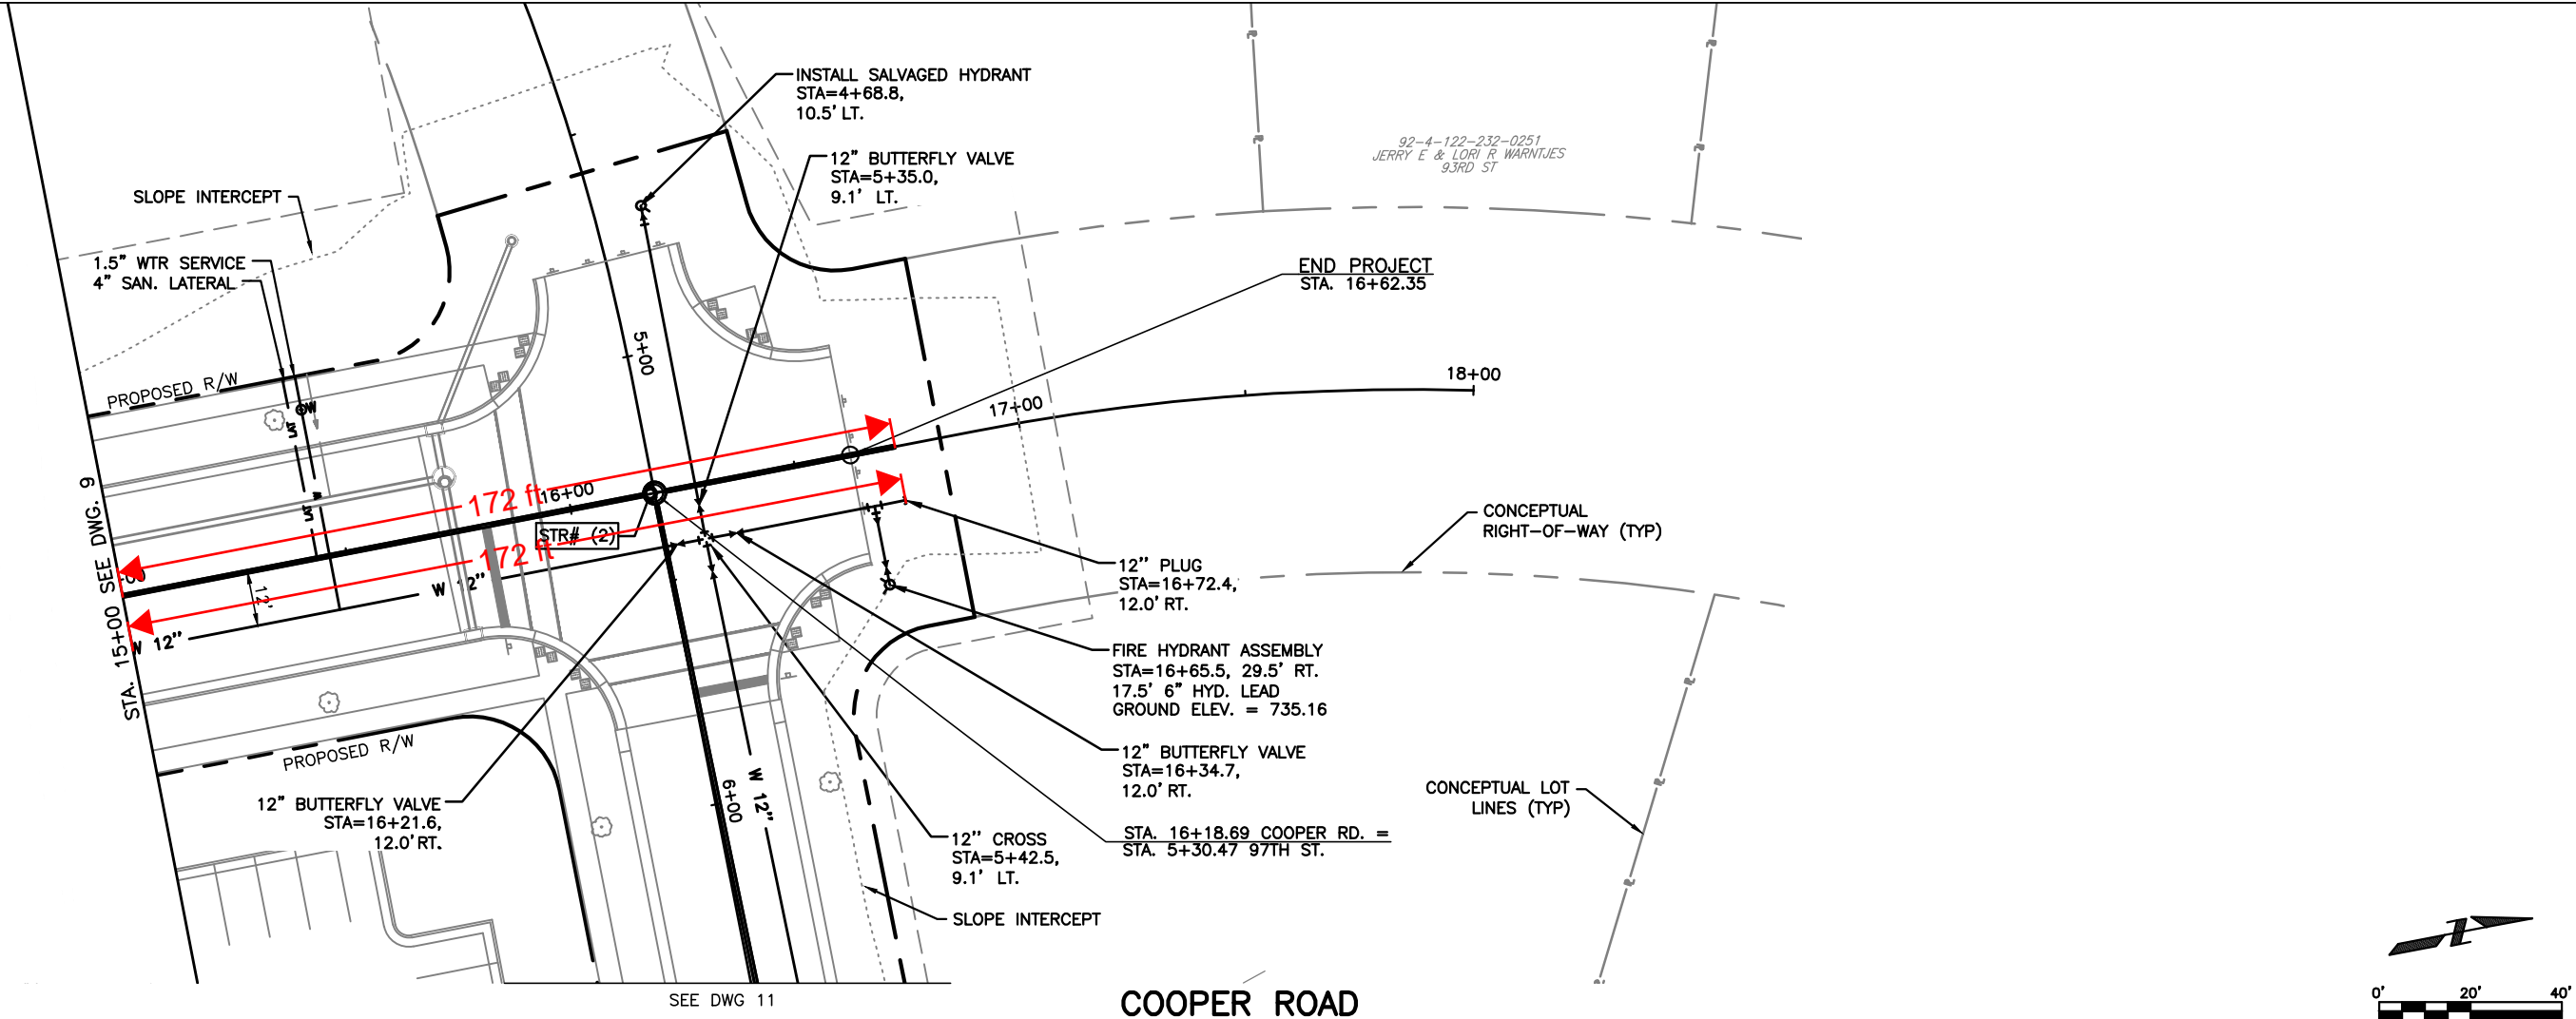 INSTALL SALVAGED HYDRANT
STA=4+68.8,
10.5' LT.
12" BUTTERFLY VALVE
STA=5+35.0,
9.1' LT.
92-4-122-232-0251
JERRY E & LORI R WARNTJES
93RD ST
SLOPE INTERCEPT
1.5" WTR SERVICE
4" SAN. LATERAL
END PROJECT
STA. 16+62.35
5+00
PROPOSED R/W
18+00
17+00
W
LAT
LAT
W
172 ft
16+00
STR# (2)
172 ft
W 12"
12'
W 12"
STA. 15+00 SEE DWG. 9
CONCEPTUAL
RIGHT-OF-WAY (TYP)
12" PLUG
STA=16+72.4,
12.0' RT.
FIRE HYDRANT ASSEMBLY
STA=16+65.5, 29.5' RT.
17.5' 6" HYD. LEAD
GROUND ELEV. = 735.16
PROPOSED R/W
12" BUTTERFLY VALVE
STA=16+34.7,
12.0' RT.
W 12"
6+00
12" BUTTERFLY VALVE
STA=16+21.6,
12.0' RT.
CONCEPTUAL LOT
LINES (TYP)
STA. 16+18.69 COOPER RD. =
STA. 5+30.47 97TH ST.
12" CROSS
STA=5+42.5,
9.1' LT.
SLOPE INTERCEPT
SEE DWG 11
COOPER ROAD
0' 20' 40'